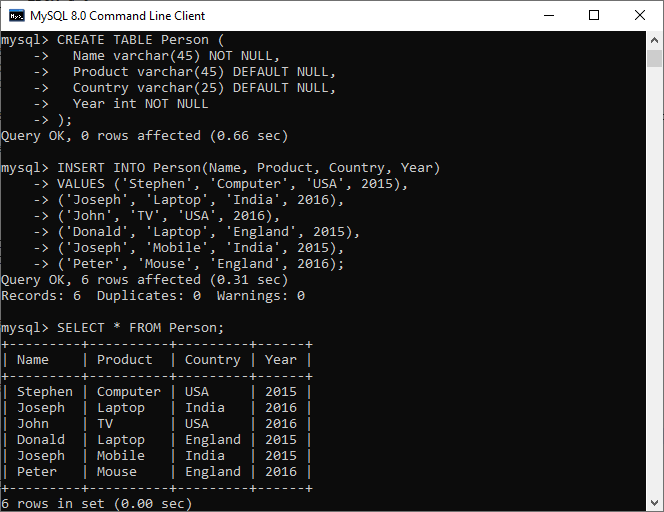 MySQL 8.0 Command Line Client
mysql> CREATE TABLE Person (
    ->   Name varchar(45) NOT NULL,
    ->   Product varchar(45) DEFAULT NULL,
    ->   Country varchar(25) DEFAULT NULL,
    ->   Year int NOT NULL
    -> );
Query OK, 0 rows affected (0.66 sec)

mysql> INSERT INTO Person(Name, Product, Country, Year)
    -> VALUES ('Stephen', 'Computer', 'USA', 2015),
    -> ('Joseph', 'Laptop', 'India', 2016),
    -> ('John', 'TV', 'USA', 2016),
    -> ('Donald', 'Laptop', 'England', 2015),
    -> ('Joseph', 'Mobile', 'India', 2015),
    -> ('Peter', 'Mouse', 'England', 2016);
Query OK, 6 rows affected (0.31 sec)
Records: 6  Duplicates: 0  Warnings: 0

mysql> SELECT * FROM Person;
+---------+----------+---------+------+
| Name    | Product  | Country | Year |
+---------+----------+---------+------+
| Stephen | Computer | USA     | 2015 |
| Joseph  | Laptop   | India   | 2016 |
| John    | TV       | USA     | 2016 |
| Donald  | Laptop   | England | 2015 |
| Joseph  | Mobile   | India   | 2015 |
| Peter   | Mouse    | England | 2016 |
+---------+----------+---------+------+
6 rows in set (0.00 sec)